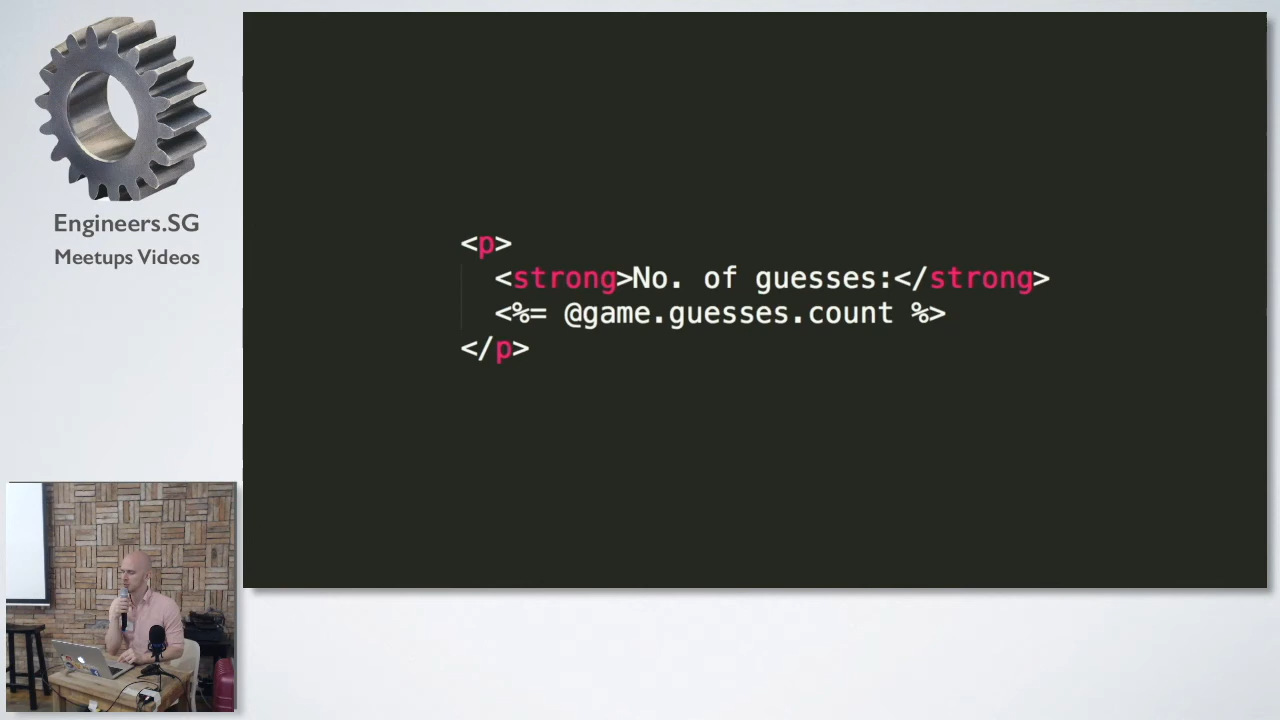 Engineers.SG
Meetups Videos
<p>
<strong>No. of guesses:</strong>
<%= @game.guesses.count %>
</p>